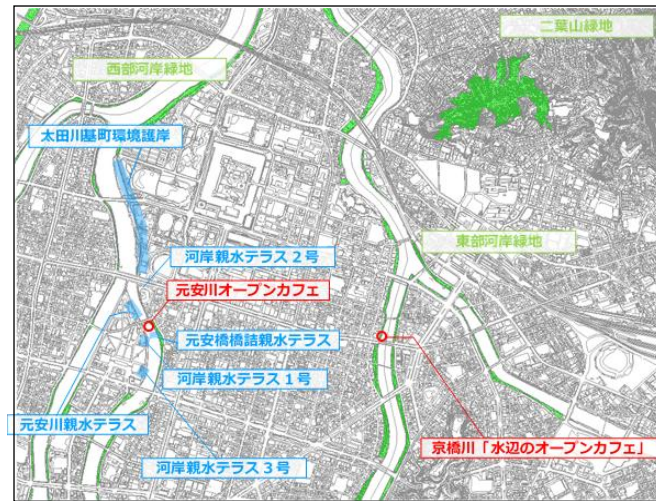 二葉山緑地
西部河岸緑地
太田川基町環境護岸
東部河岸緑地
河岸親水テラス２号
元安川オープンカフェ
元安橋橋詰親水テラス
河岸親水テラス１号
元安川親水テラス
京橋川「水辺のオープンカフェ」
河岸親水テラス３号